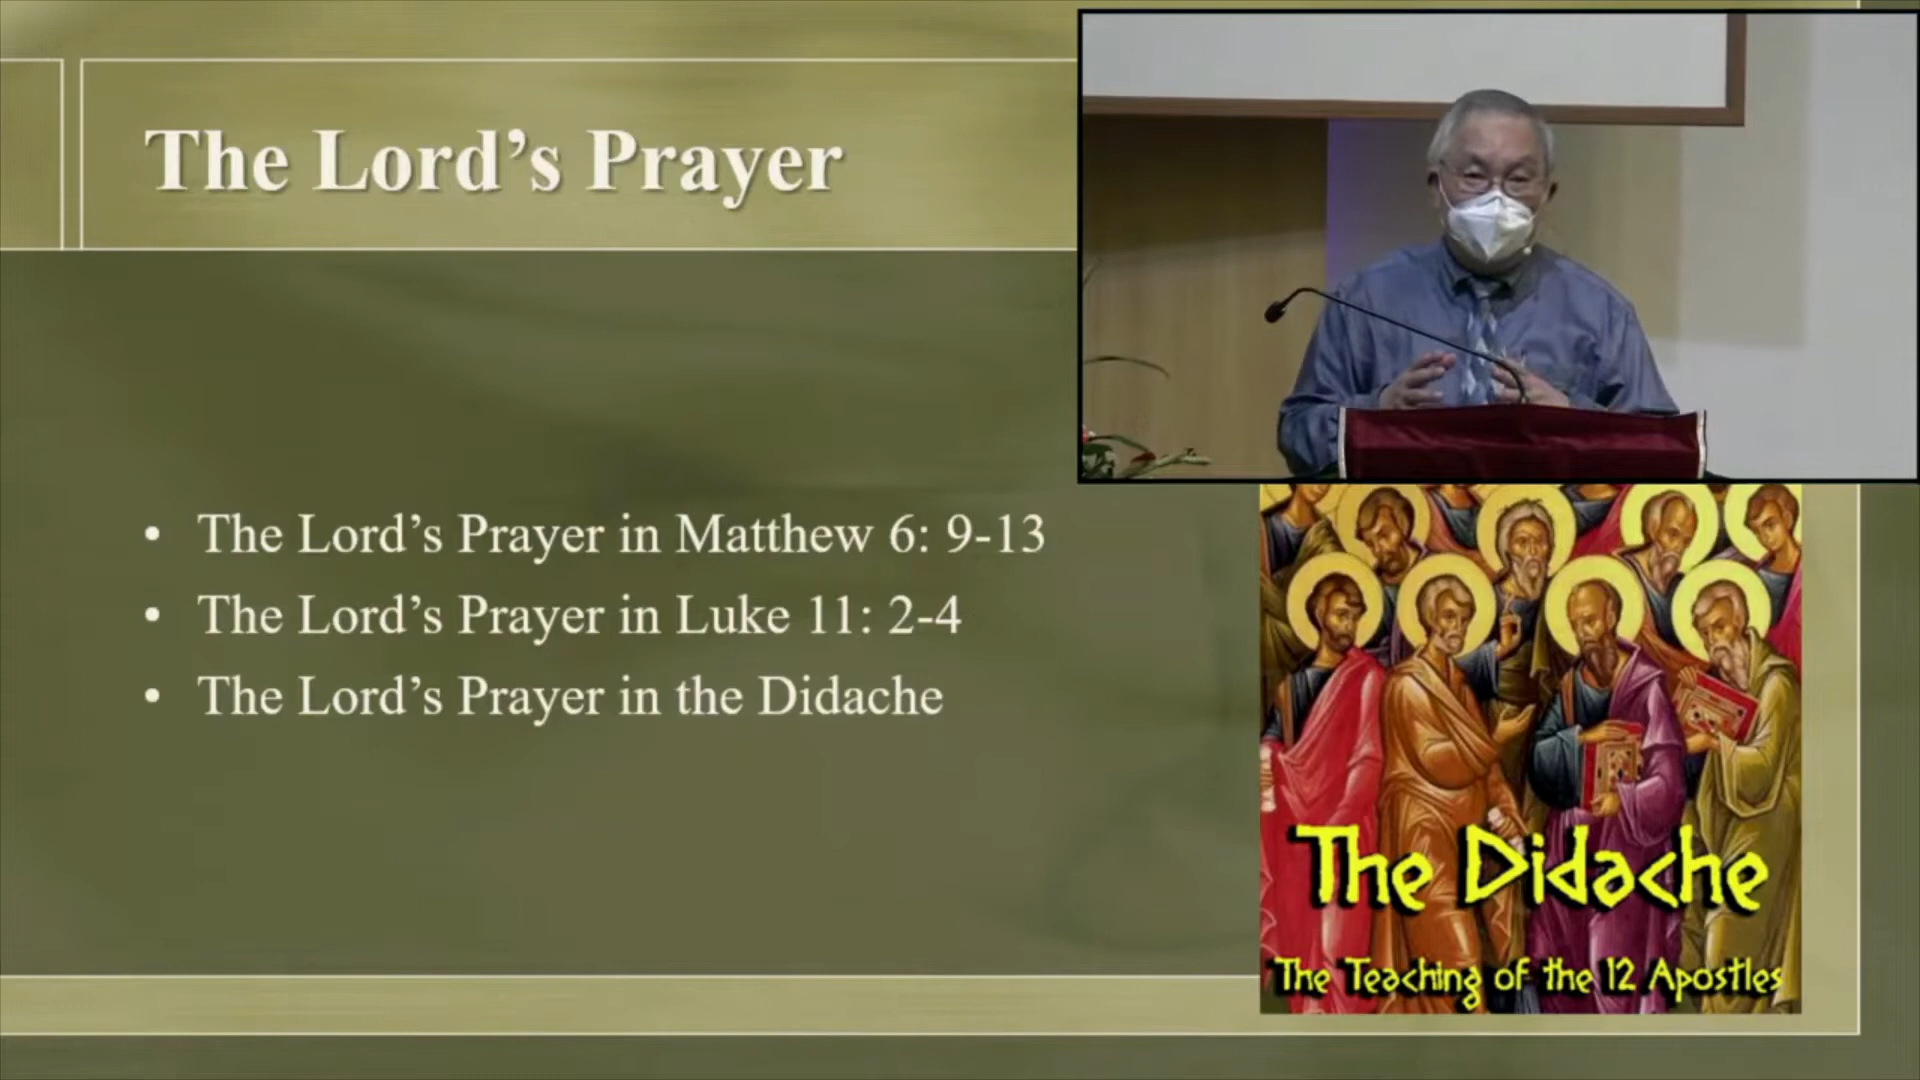 The Lord’s Prayer
• The Lord’s Prayer in Matthew 6: 9-13
• The Lord’s Prayer in Luke 11: 2-4
• The Lord’s Prayer in the Didache
The Didache
The Teaching of the 12 Apostles